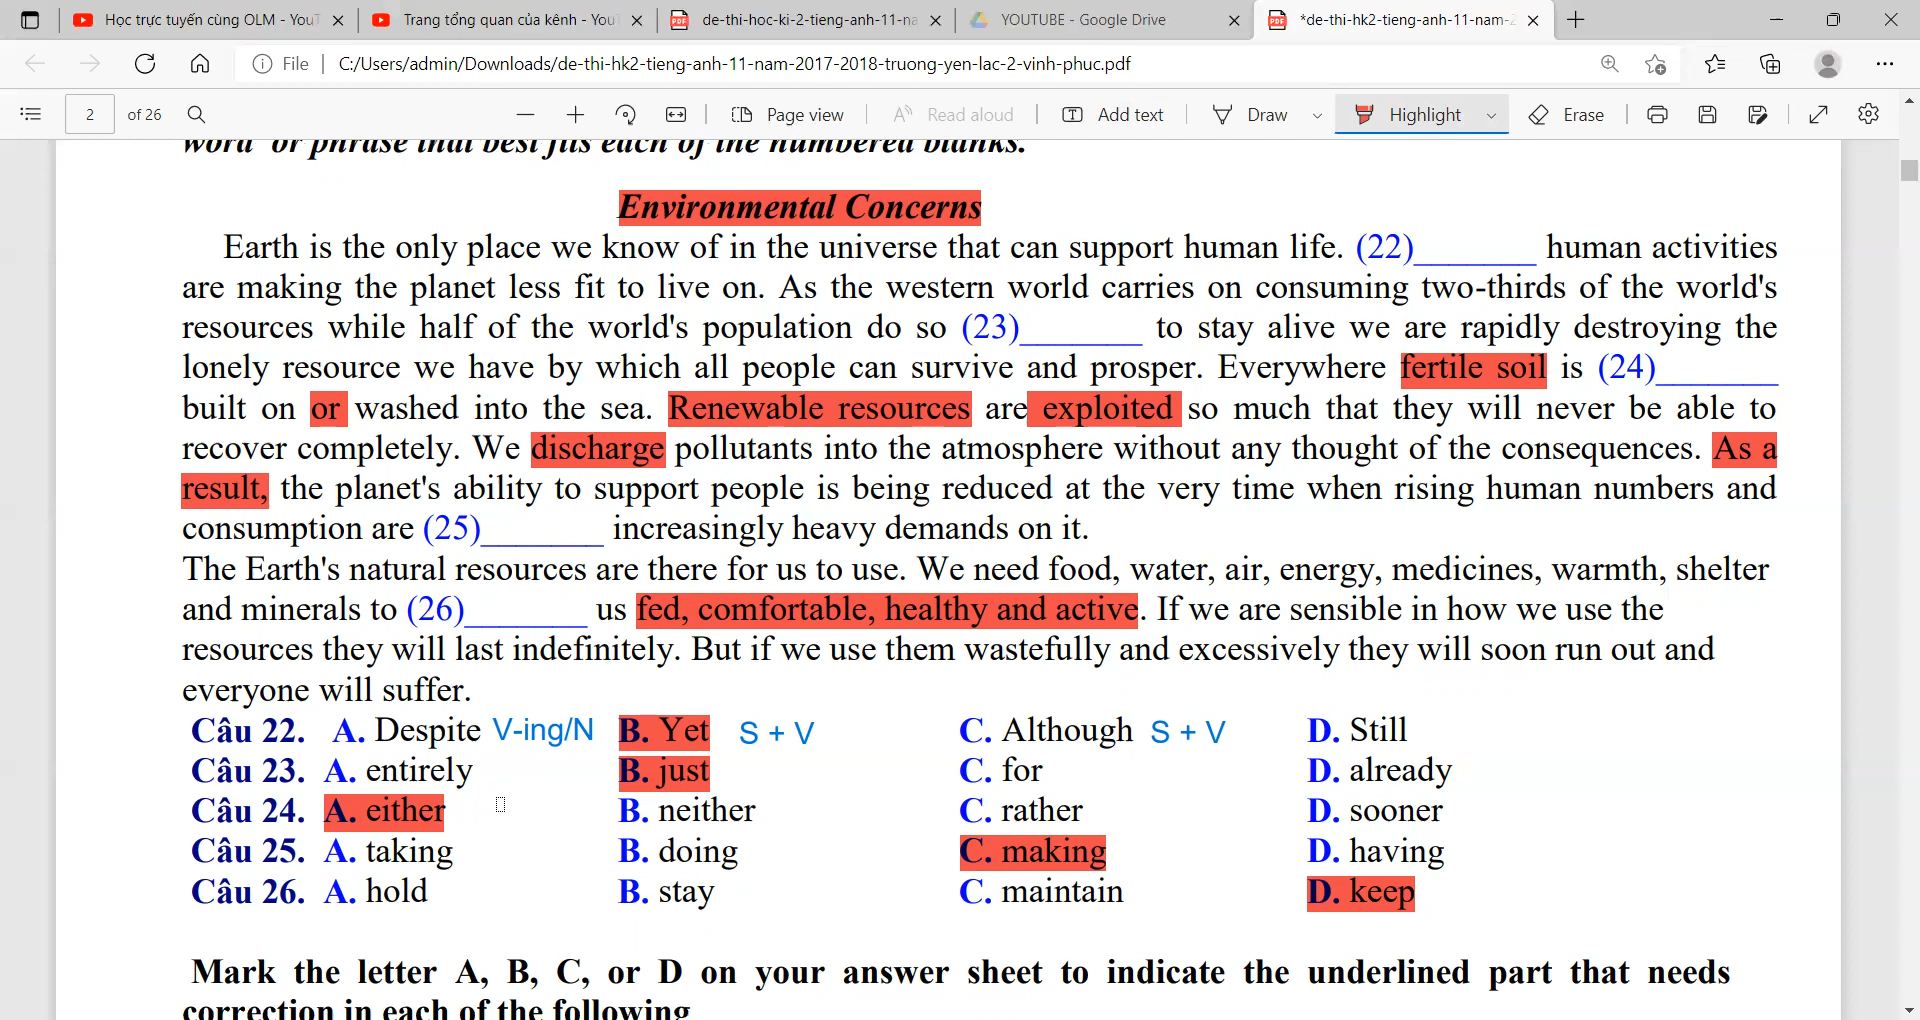 Học trực tuyến cùng OLM - YouT
Trang tổng quan của kênh - You
de-thi-hoc-ki-2-tieng-anh-11-na
YOUTUBE - Google Drive
*de-thi-hk2-tieng-anh-11-nam-2
File
C:/Users/admin/Downloads/de-thi-hk2-tieng-anh-11-nam-2017-2018-truong-yen-lac-2-vinh-phuc.pdf
2 of 26
Page view
Read aloud
Add text
Draw
Highlight
Erase
word or phrase that best fits each of the numbered blanks.
Environmental Concerns
Earth is the only place we know of in the universe that can support human life. (22)_______ human activities
are making the planet less fit to live on. As the western world carries on consuming two-thirds of the world's
resources while half of the world's population do so (23)_______ to stay alive we are rapidly destroying the
lonely resource we have by which all people can survive and prosper. Everywhere fertile soil is (24)_______
built on or washed into the sea. Renewable resources are exploited so much that they will never be able to
recover completely. We discharge pollutants into the atmosphere without any thought of the consequences. As a
result, the planet's ability to support people is being reduced at the very time when rising human numbers and
consumption are (25)_______ increasingly heavy demands on it.
The Earth's natural resources are there for us to use. We need food, water, air, energy, medicines, warmth, shelter
and minerals to (26)_______ us fed, comfortable, healthy and active. If we are sensible in how we use the
resources they will last indefinitely. But if we use them wastefully and excessively they will soon run out and
everyone will suffer.
Câu 22. A. Despite V-ing/N B. Yet S + V C. Although S + V D. Still
Câu 23. A. entirely B. just C. for D. already
Câu 24. A. either B. neither C. rather D. sooner
Câu 25. A. taking B. doing C. making D. having
Câu 26. A. hold B. stay C. maintain D. keep
Mark the letter A, B, C, or D on your answer sheet to indicate the underlined part that needs
correction in each of the following